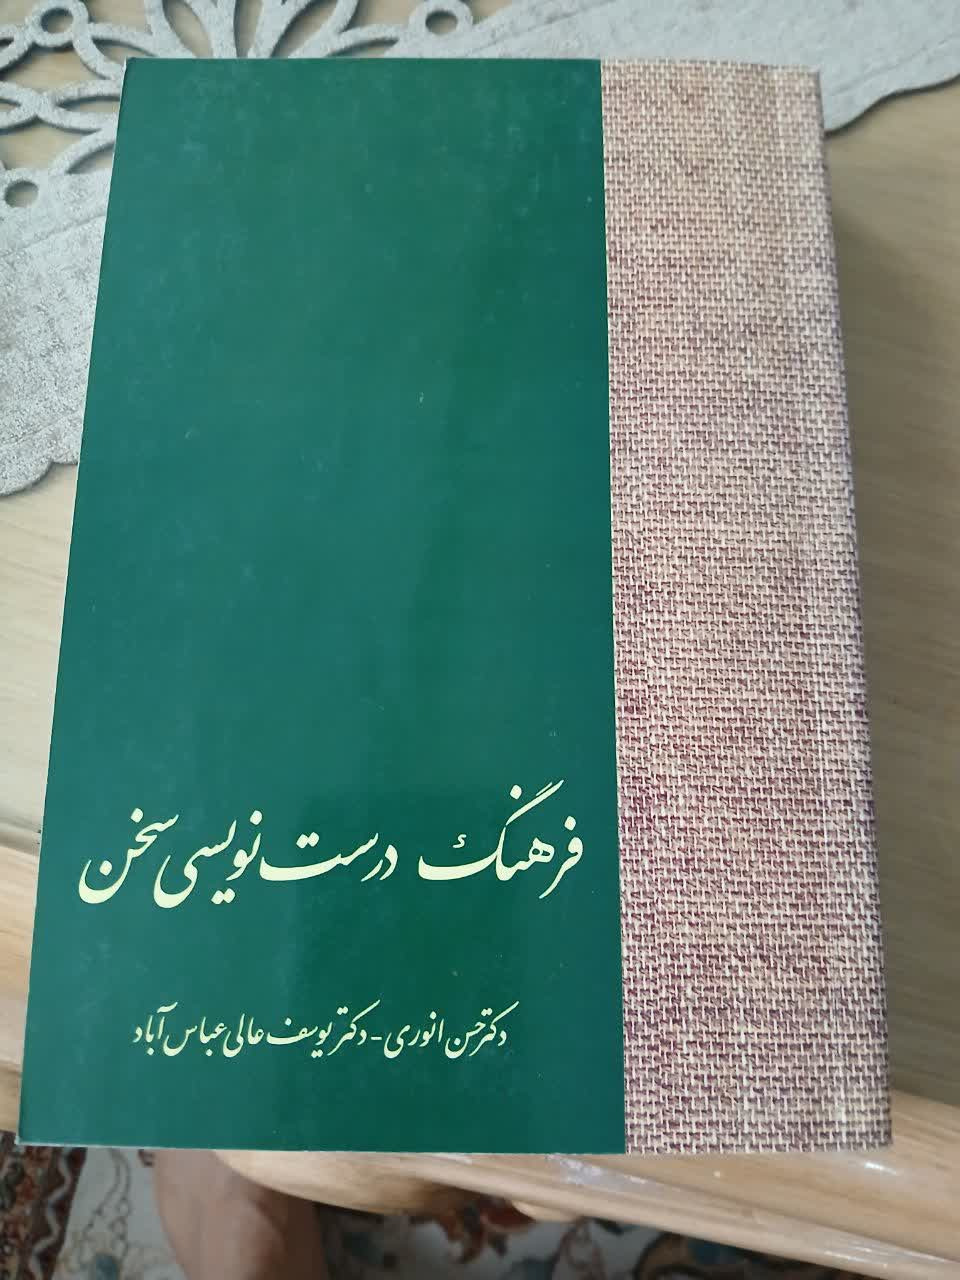 فرهنگ درست‌نویسی سخن
دکتر حسن انوری - دکتر یوسف عالی عباس‌آباد